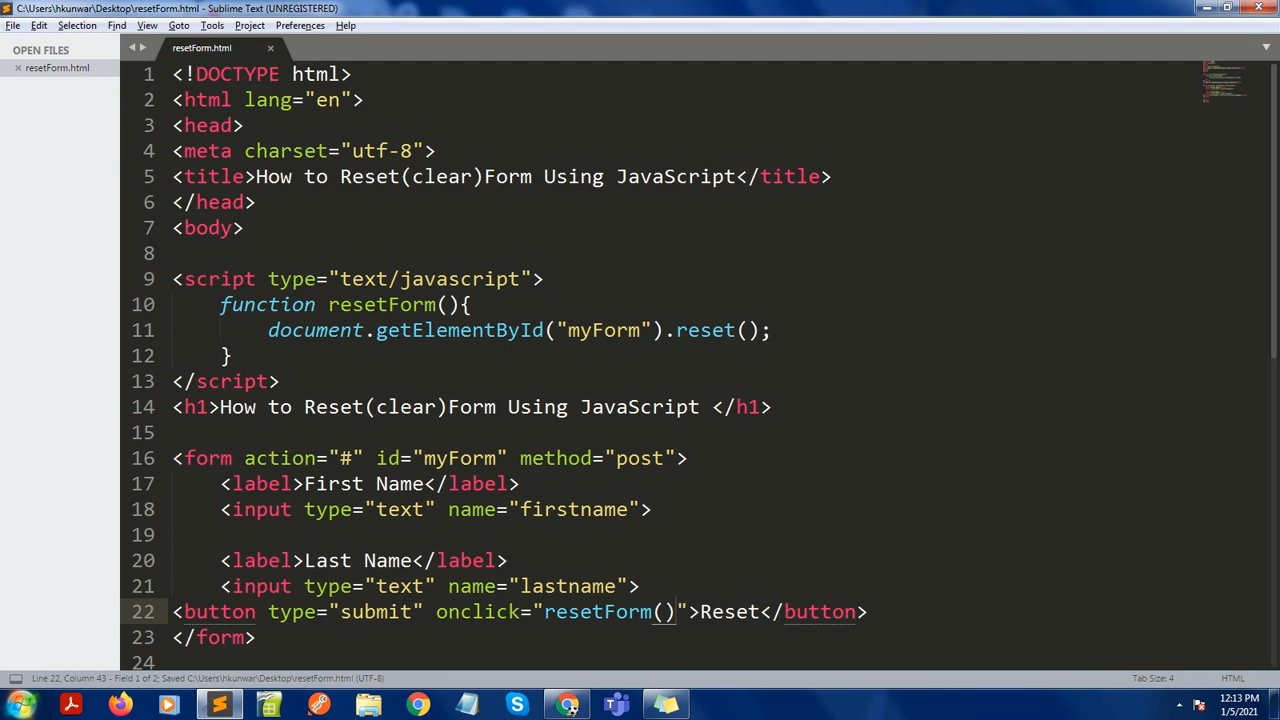 C:\Users\hkunwar\Desktop\resetForm.html - Sublime Text (UNREGISTERED)
File Edit Selection Find View Goto Tools Project Preferences Help
OPEN FILES
× resetForm.html
resetForm.html ×
1 <!DOCTYPE html>
2 <html lang="en">
3 <head>
4 <meta charset="utf-8">
5 <title>How to Reset(clear)Form Using JavaScript</title>
6 </head>
7 <body>
8
9 <script type="text/javascript">
10 function resetForm(){
11 document.getElementById("myForm").reset();
12 }
13 </script>
14 <h1>How to Reset(clear)Form Using JavaScript </h1>
15
16 <form action="#" id="myForm" method="post">
17 <label>First Name</label>
18 <input type="text" name="firstname">
19
20 <label>Last Name</label>
21 <input type="text" name="lastname">
22 <button type="submit" onclick="resetForm()">Reset</button>
23 </form>
24
Line 22, Column 43 - Field 1 of 2; Saved C:\Users\hkunwar\Desktop\resetForm.html (UTF-8)
Tab Size: 4
HTML
12:13 PM
1/5/2021